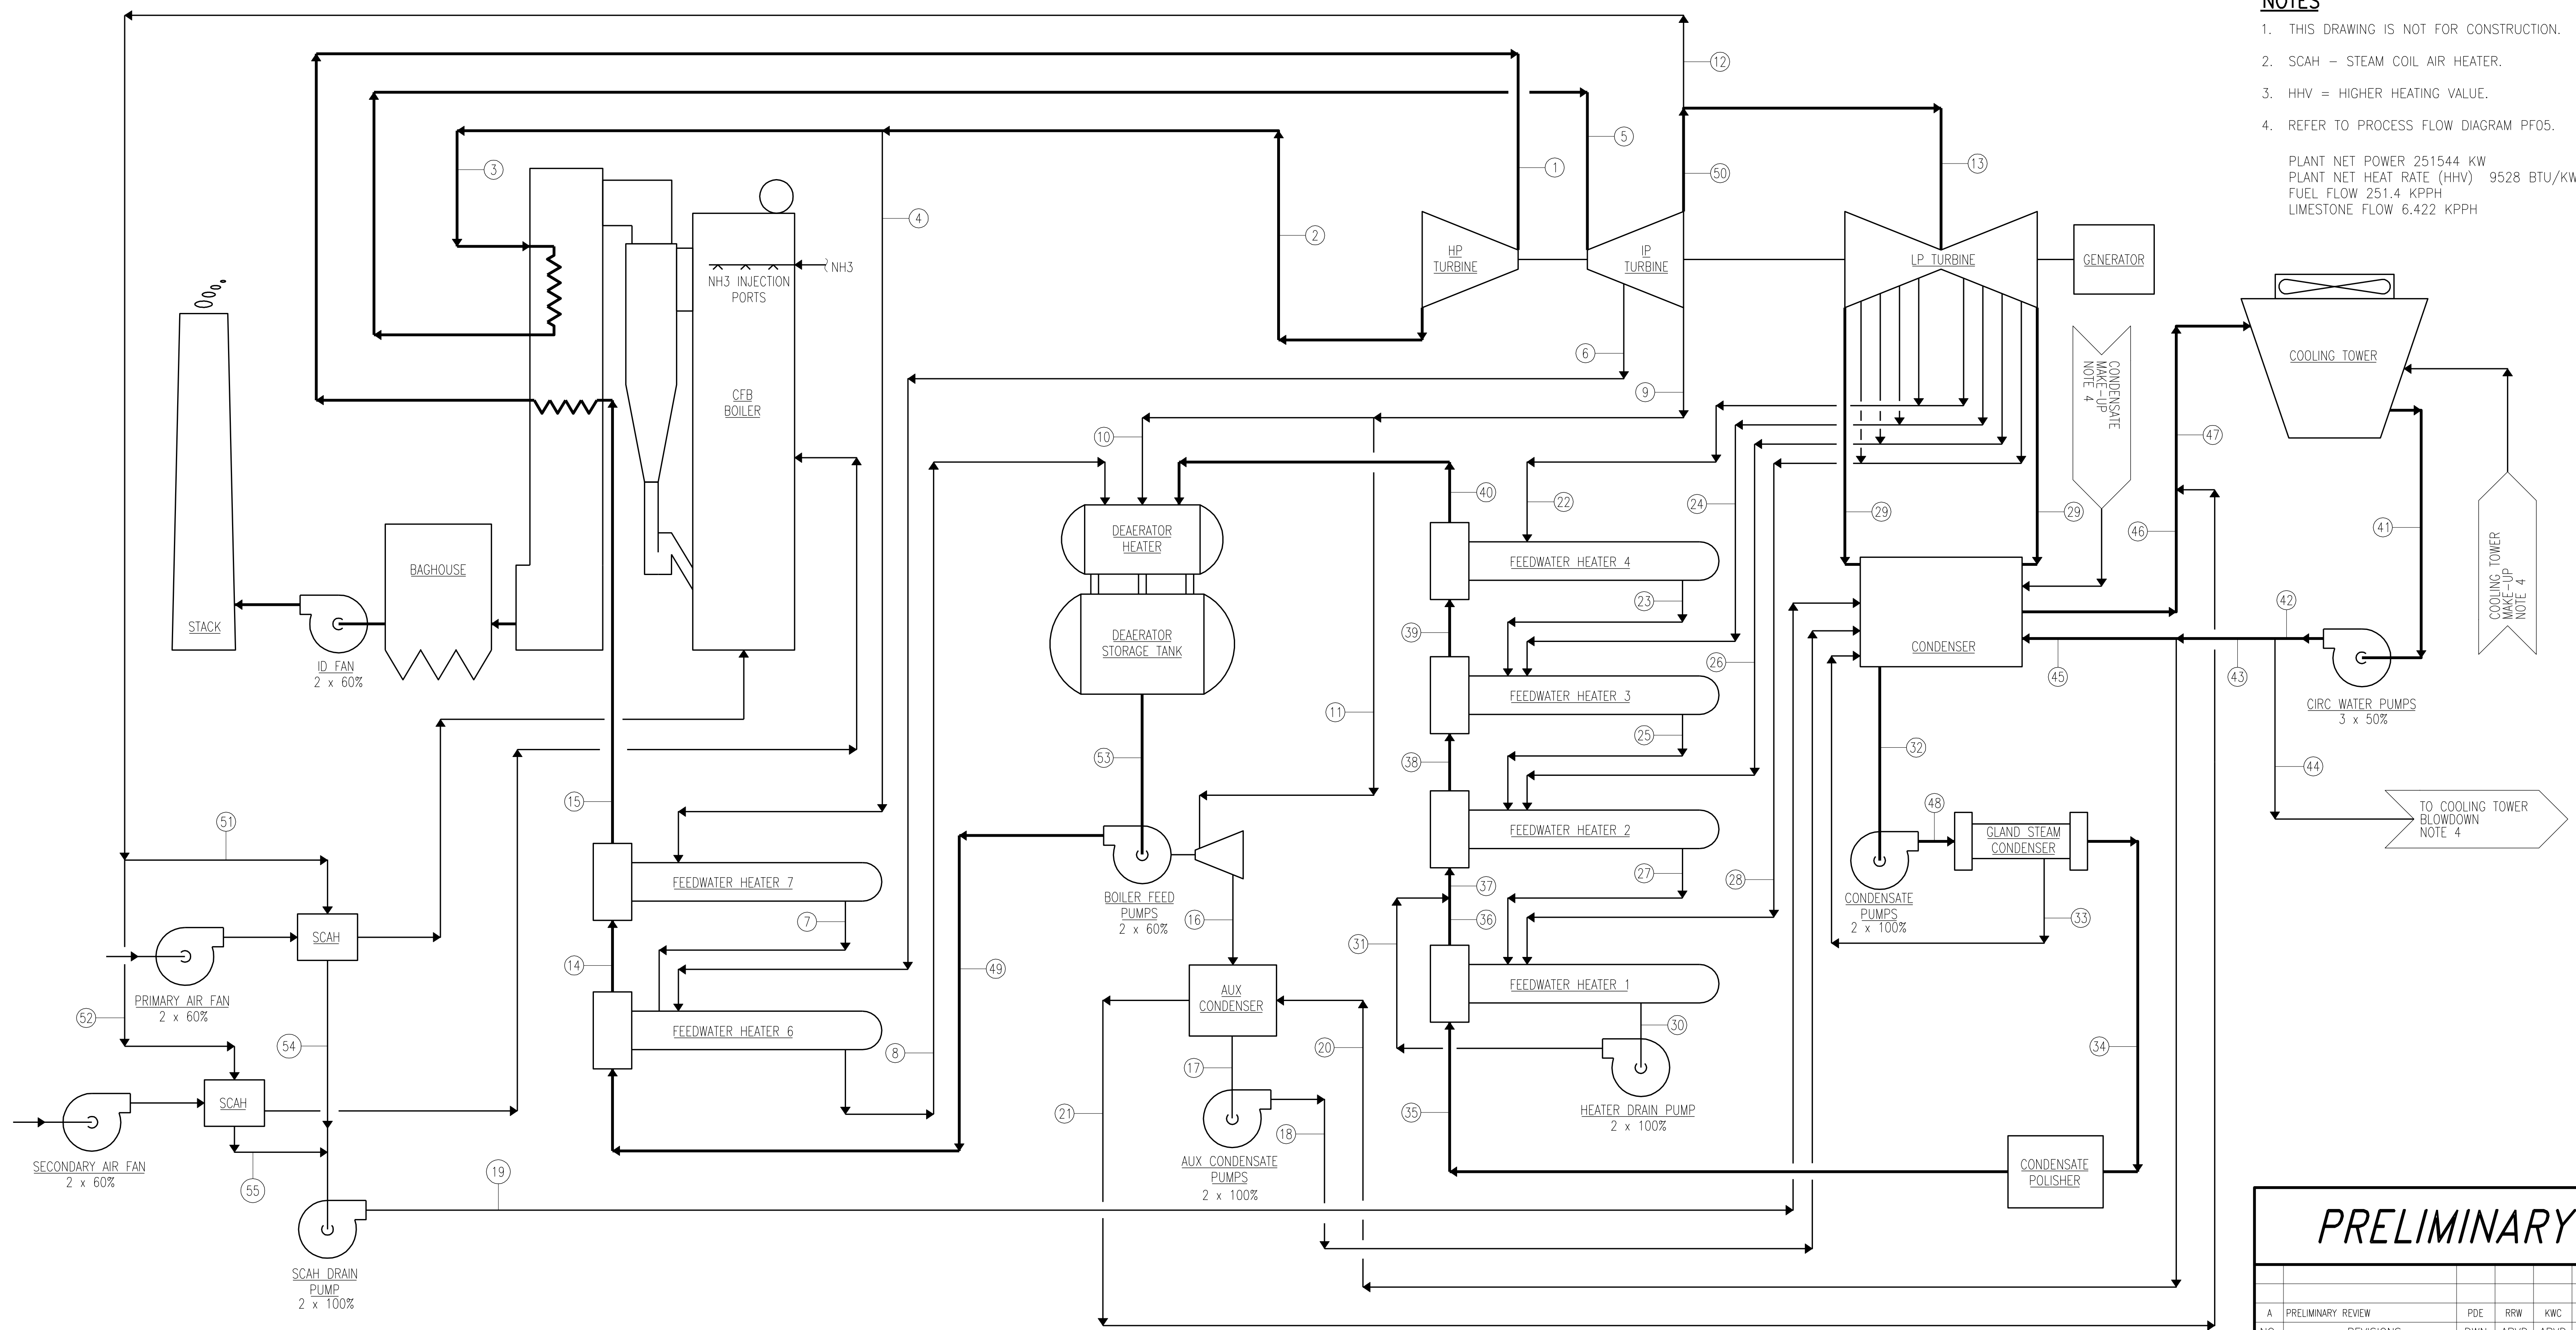 NOTES
1. THIS DRAWING IS NOT FOR CONSTRUCTION.
2. SCAH – STEAM COIL AIR HEATER.
3. HHV = HIGHER HEATING VALUE.
4. REFER TO PROCESS FLOW DIAGRAM PF05.
PLANT NET POWER 251544 KW
PLANT NET HEAT RATE (HHV) 9528 BTU/KW
FUEL FLOW 251.4 KPPH
LIMESTONE FLOW 6.422 KPPH
12
5
1
50
13
3
4
2
HP
TURBINE
IP
TURBINE
LP TURBINE
GENERATOR
NH3
NH3 INJECTION
PORTS
6
9
COOLING TOWER
CONDENSATE
MAKE-UP
NOTE 4
CFB
BOILER
10
47
40
22
24
29
29
46
41
DEAERATOR
HEATER
FEEDWATER HEATER 4
BAGHOUSE
COOLING TOWER
MAKE-UP
NOTE 4
23
42
STACK
39
DEAERATOR
STORAGE TANK
CONDENSER
26
ID FAN
2 x 60%
45
43
FEEDWATER HEATER 3
CIRC WATER PUMPS
3 x 50%
11
25
32
53
38
44
15
48
TO COOLING TOWER
BLOWDOWN
NOTE 4
51
FEEDWATER HEATER 2
GLAND STEAM
CONDENSER
27
28
FEEDWATER HEATER 7
37
BOILER FEED
PUMPS
2 x 60%
CONDENSATE
PUMPS
2 x 100%
7
16
36
33
SCAH
31
14
49
FEEDWATER HEATER 1
PRIMARY AIR FAN
2 x 60%
AUX
CONDENSER
52
30
FEEDWATER HEATER 6
54
8
20
34
17
SCAH
21
35
HEATER DRAIN PUMP
2 x 100%
18
SECONDARY AIR FAN
2 x 60%
AUX CONDENSATE
PUMPS
2 x 100%
CONDENSATE
POLISHER
19
55
SCAH DRAIN
PUMP
2 x 100%
PRELIMINARY
A PRELIMINARY REVIEW PDE RRW KWC